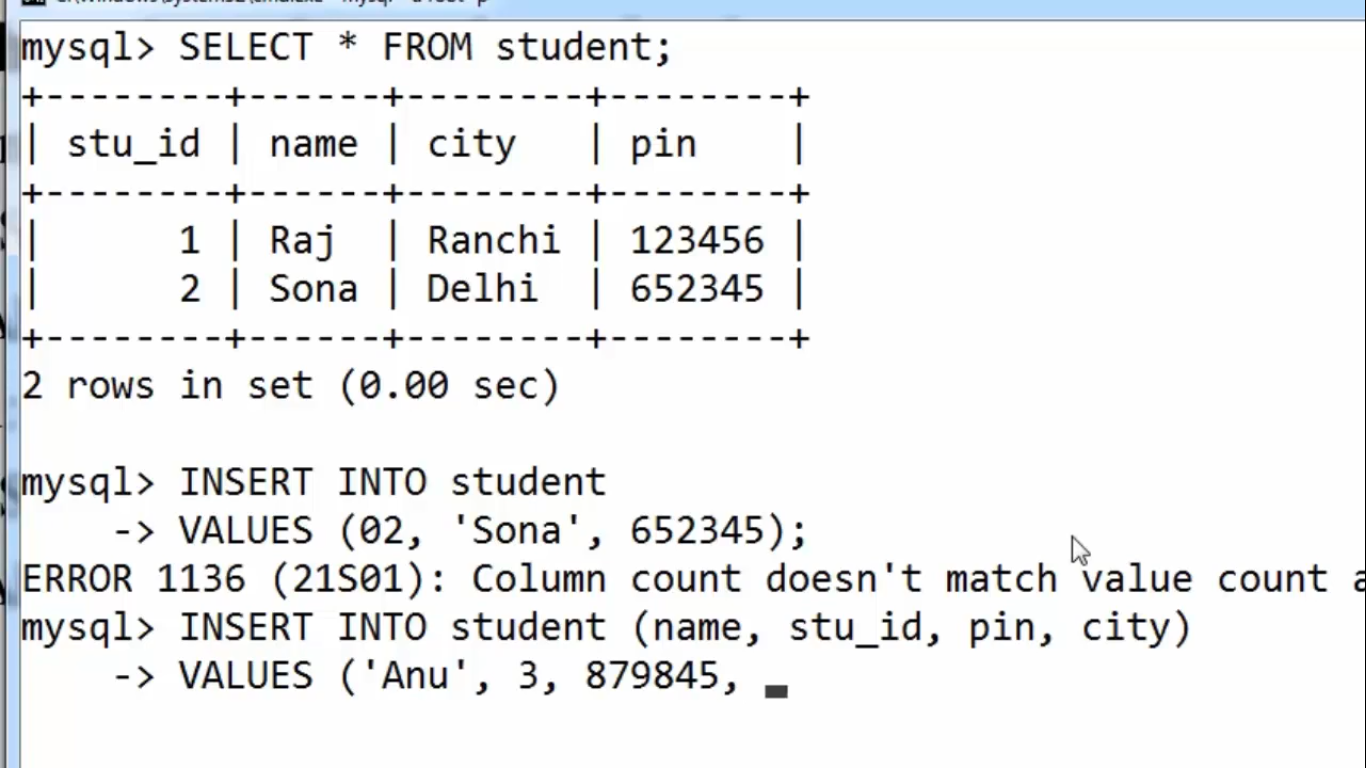 mysql> SELECT * FROM student;
+--------+------+--------+--------+
| stu_id | name | city   | pin    |
+--------+------+--------+--------+
|      1 | Raj  | Ranchi | 123456 |
|      2 | Sona | Delhi  | 652345 |
+--------+------+--------+--------+
2 rows in set (0.00 sec)
mysql> INSERT INTO student
    -> VALUES (02, 'Sona', 652345);
ERROR 1136 (21S01): Column count doesn't match value count a
mysql> INSERT INTO student (name, stu_id, pin, city)
    -> VALUES ('Anu', 3, 879845,